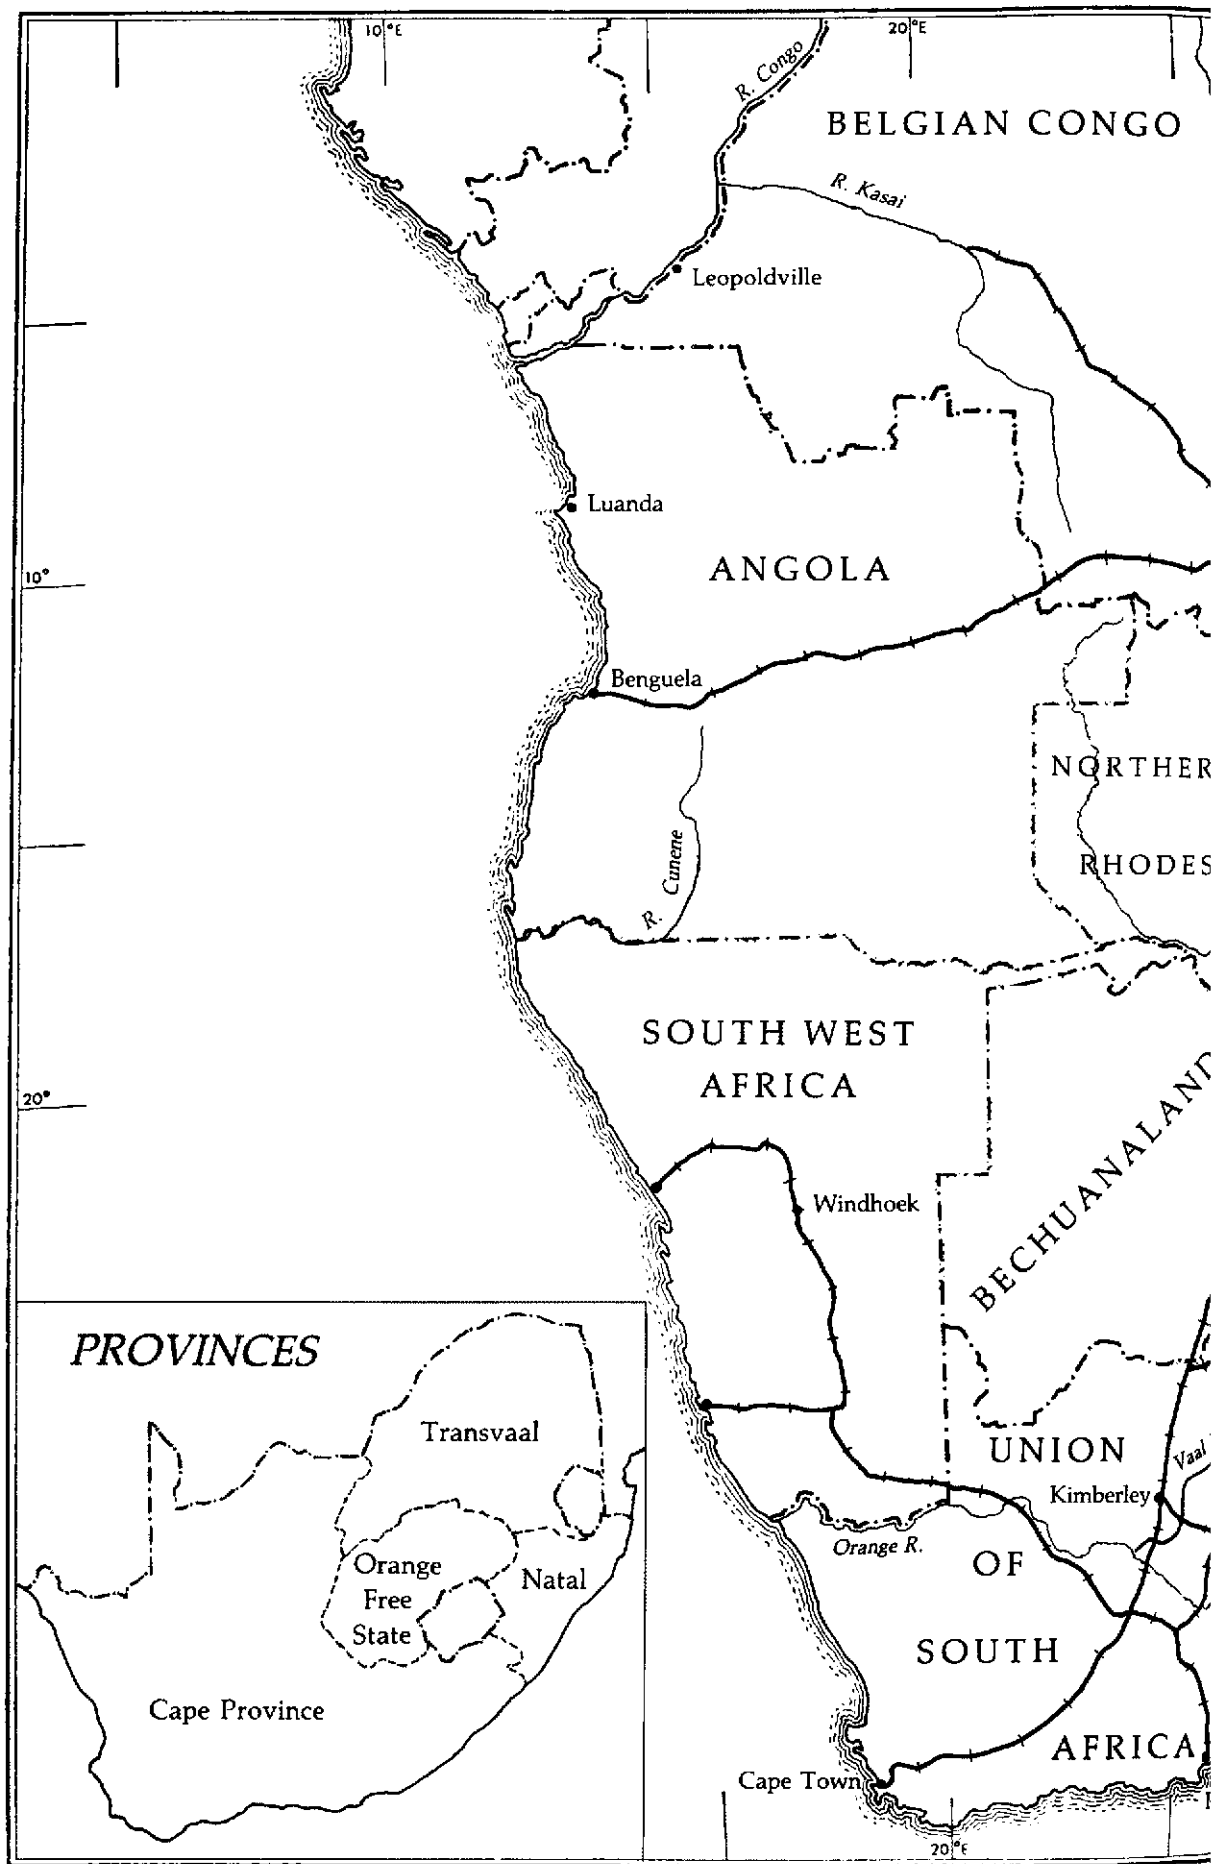 10°E
20°E
R. Congo
BELGIAN CONGO
R. Kasai
Leopoldville
Luanda
ANGOLA
10°
Benguela
NORTHER
R. Cunene
RHODES
SOUTH WEST
AFRICA
20°
BECHUANALAND
Windhoek
PROVINCES
Transvaal
UNION
Vaal
Kimberley
Orange R.
OF
Orange
Free
State
Natal
SOUTH
Cape Province
AFRICA
Cape Town
20°E